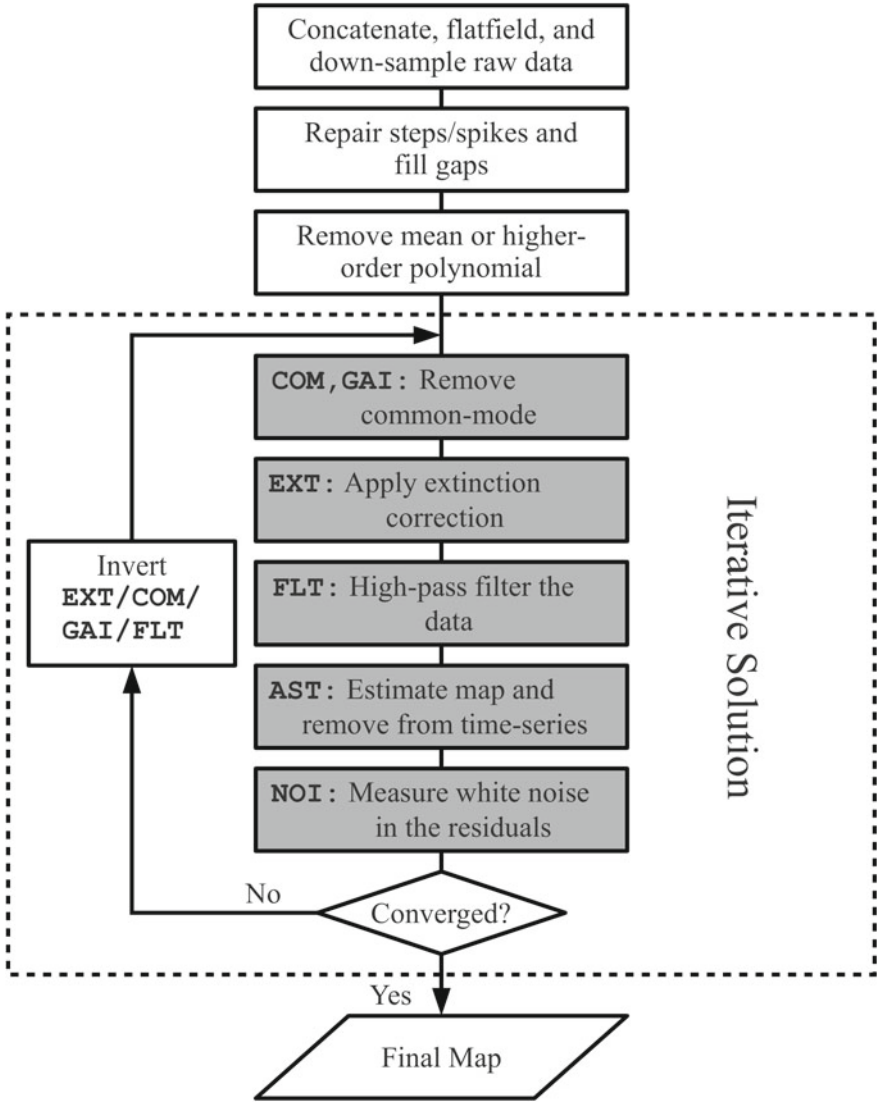 Concatenate, flatfield, and
down-sample raw data
Repair steps/spikes and
fill gaps
Remove mean or higher-
order polynomial
COM,GAI: Remove
common-mode
EXT: Apply extinction
correction
FLT: High-pass filter the
data
AST: Estimate map and
remove from time-series
NOI: Measure white noise
in the residuals
Invert
EXT/COM/
GAI/FLT
Iterative Solution
No
Converged?
Yes
Final Map